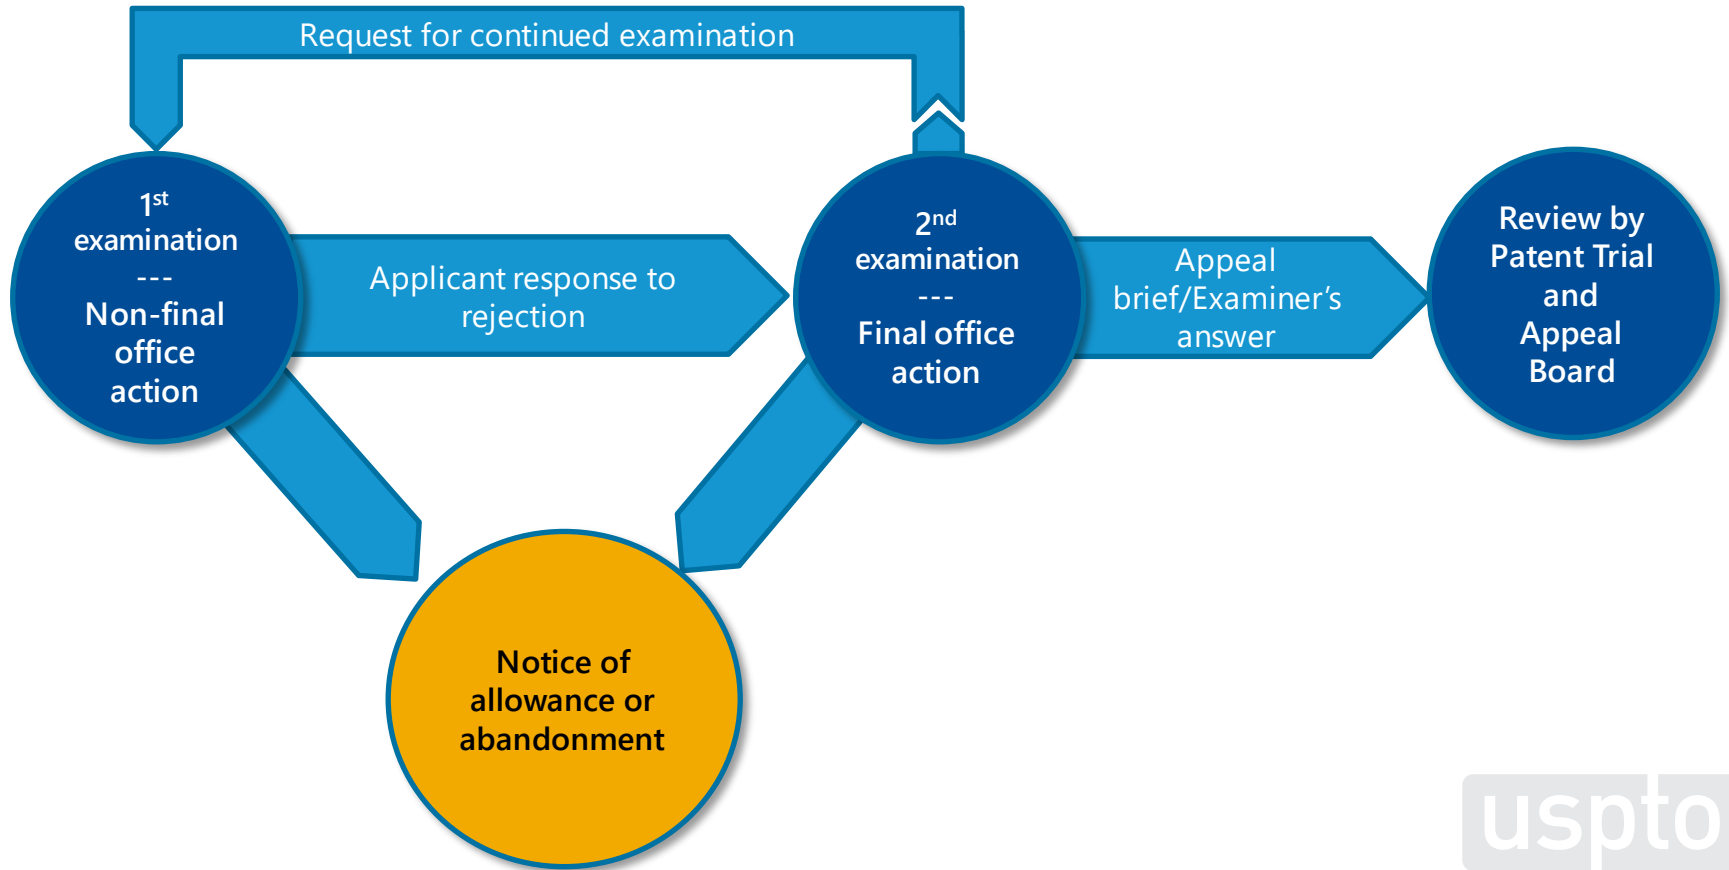 Request for continued examination
1st
examination
---
Non-final
office
action
Applicant response to
rejection
2nd
examination
---
Final office
action
Appeal
brief/Examiner's
answer
Review by
Patent Trial
and
Appeal
Board
Notice of
allowance or
abandonment
uspto